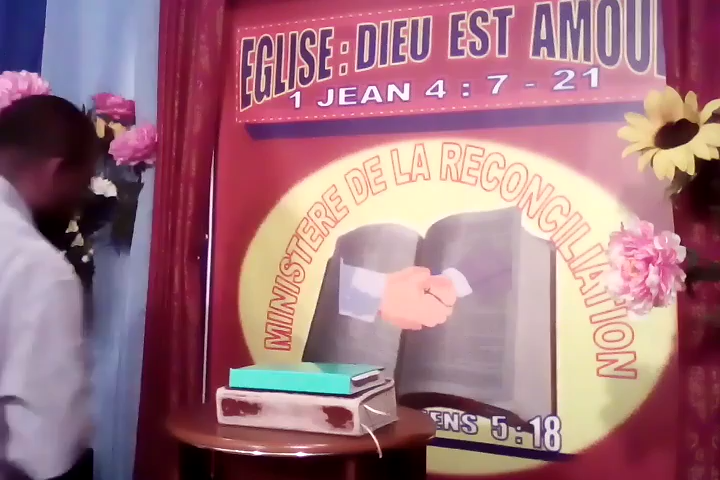 EGLISE : DIEU EST AMOU
1 JEAN 4 : 7 - 21
MINISTERE DE LA RECONCILIATION
ENS 5 : 18